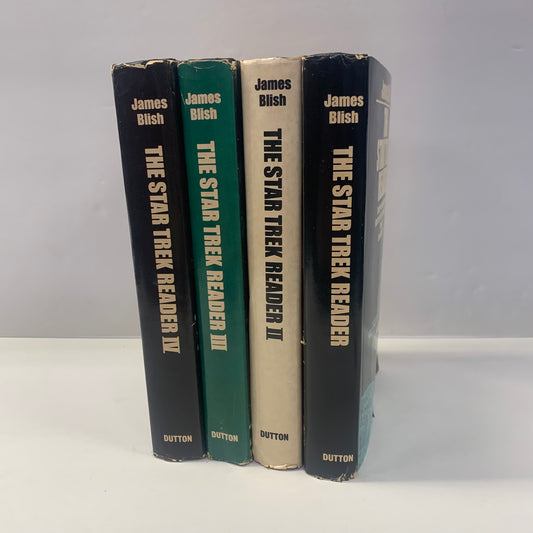 James
Blish
THE STAR TREK READER IV
DUTTON
James
Blish
THE STAR TREK READER III
DUTTON
James
Blish
THE STAR TREK READER II
DUTTON
James
Blish
THE STAR TREK READER
DUTTON